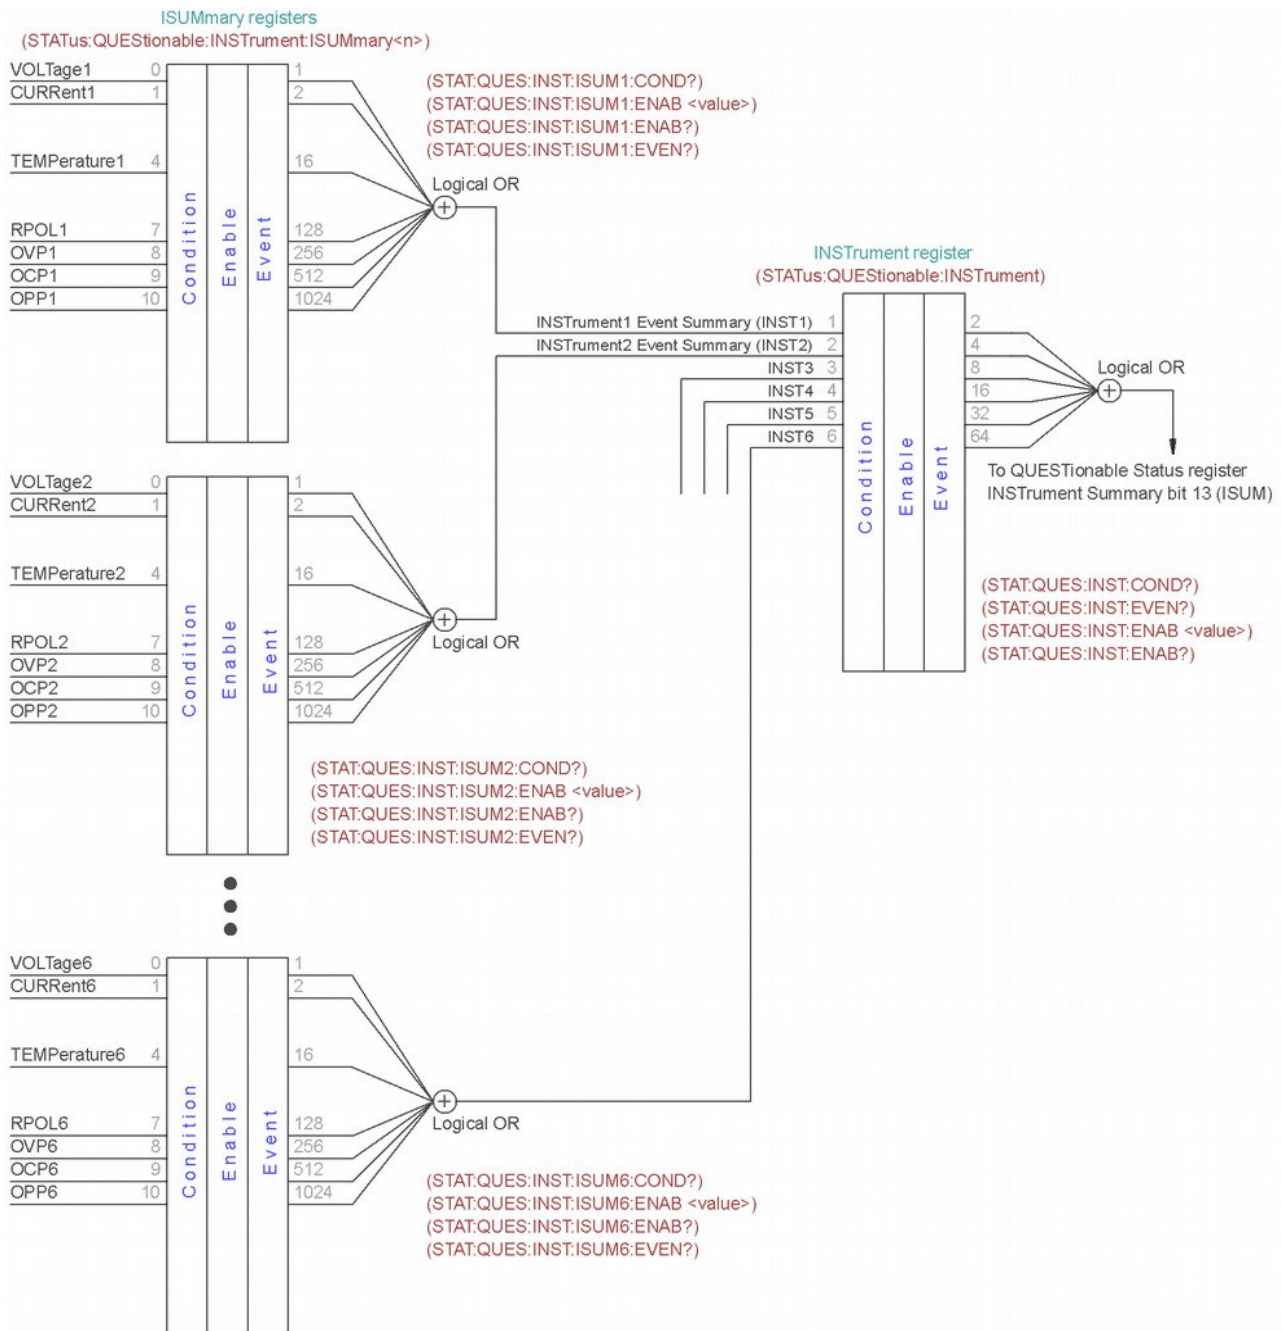 ISUMmary registers
(STATus:QUEStionable:INSTrument:ISUMmary<n>)
VOLTage1 0 1
CURRent1 1 2
TEMPerature1 4 16
RPOL1 7 128
OVP1 8 256
OCP1 9 512
OPP1 10 1024
Condition
Enable
Event
(STAT:QUES:INST:ISUM1:COND?)
(STAT:QUES:INST:ISUM1:ENAB <value>)
(STAT:QUES:INST:ISUM1:ENAB?)
(STAT:QUES:INST:ISUM1:EVEN?)
Logical OR
INSTrument register
(STATus:QUEStionable:INSTrument)
INSTrument1 Event Summary (INST1) 1 2
INSTrument2 Event Summary (INST2) 2 4
INST3 3 8
INST4 4 16
INST5 5 32
INST6 6 64
Condition
Enable
Event
Logical OR
To QUESTionable Status register
INSTrument Summary bit 13 (ISUM)
(STAT:QUES:INST:COND?)
(STAT:QUES:INST:EVEN?)
(STAT:QUES:INST:ENAB <value>)
(STAT:QUES:INST:ENAB?)
VOLTage2 0 1
CURRent2 1 2
TEMPerature2 4 16
RPOL2 7 128
OVP2 8 256
OCP2 9 512
OPP2 10 1024
Condition
Enable
Event
Logical OR
(STAT:QUES:INST:ISUM2:COND?)
(STAT:QUES:INST:ISUM2:ENAB <value>)
(STAT:QUES:INST:ISUM2:ENAB?)
(STAT:QUES:INST:ISUM2:EVEN?)
VOLTage6 0 1
CURRent6 1 2
TEMPerature6 4 16
RPOL6 7 128
OVP6 8 256
OCP6 9 512
OPP6 10 1024
Condition
Enable
Event
Logical OR
(STAT:QUES:INST:ISUM6:COND?)
(STAT:QUES:INST:ISUM6:ENAB <value>)
(STAT:QUES:INST:ISUM6:ENAB?)
(STAT:QUES:INST:ISUM6:EVEN?)